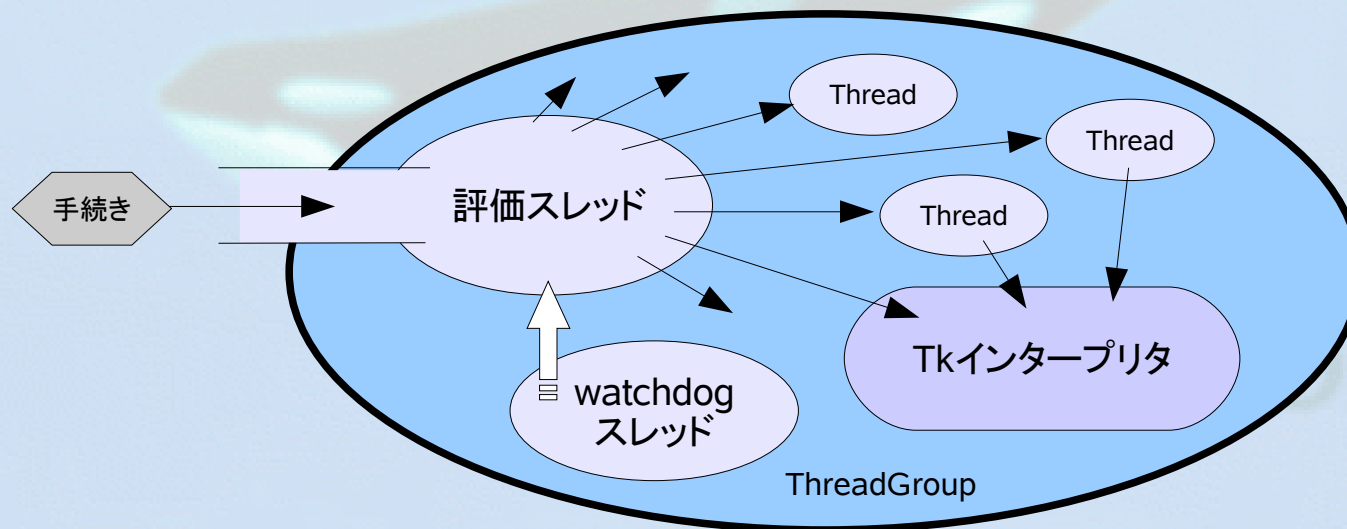 Thread
Thread
手続き
評価スレッド
Thread
Tkインタープリタ
watchdog
スレッド
ThreadGroup